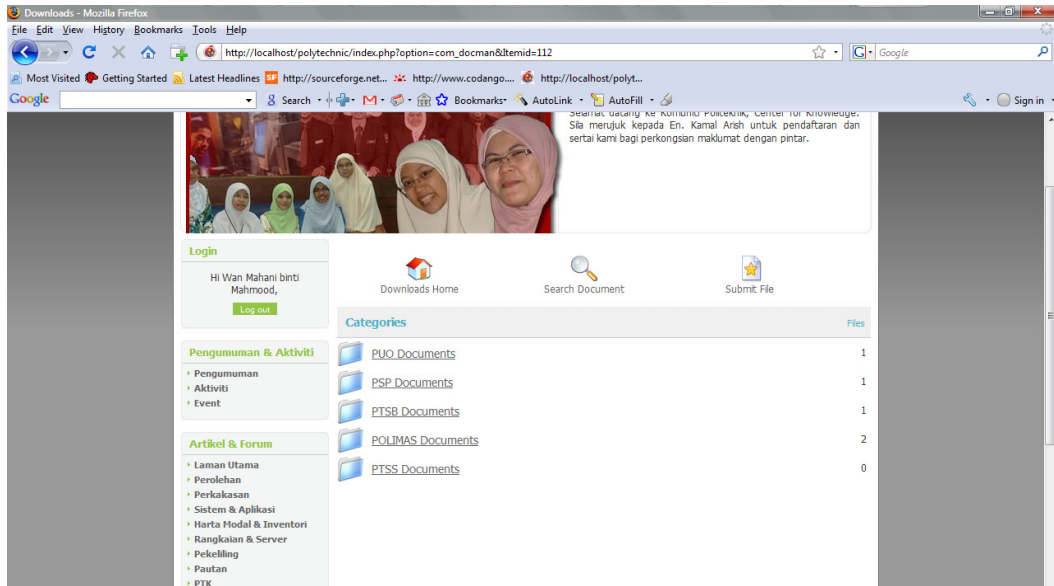 Downloads - Mozilla Firefox
File Edit View History Bookmarks Tools Help
http://localhost/polytechnic/index.php?option=com_docman&Itemid=112
Google
Most Visited Getting Started Latest Headlines http://sourceforge.net... http://www.codango.... http://localhost/polyt...
Google Search Bookmarks AutoLink AutoFill Sign in
Selamat datang ke Komuniti Politeknik, Center for Knowledge.
Sila merujuk kepada En. Kamal Arish untuk pendaftaran dan
sertai kami bagi perkongsian maklumat dengan pintar.
Login
Hi Wan Mahani binti
Mahmood,
Log out
Downloads Home
Search Document
Submit File
Categories Files
PUO Documents 1
PSP Documents 1
PTSB Documents 1
POLIMAS Documents 2
PTSS Documents 0
Pengumuman & Aktiviti
Pengumuman
Aktiviti
Event
Artikel & Forum
Laman Utama
Perolehan
Perkakasan
Sistem & Aplikasi
Harta Modal & Inventori
Rangkaian & Server
Pekeliling
Pautan
PTK